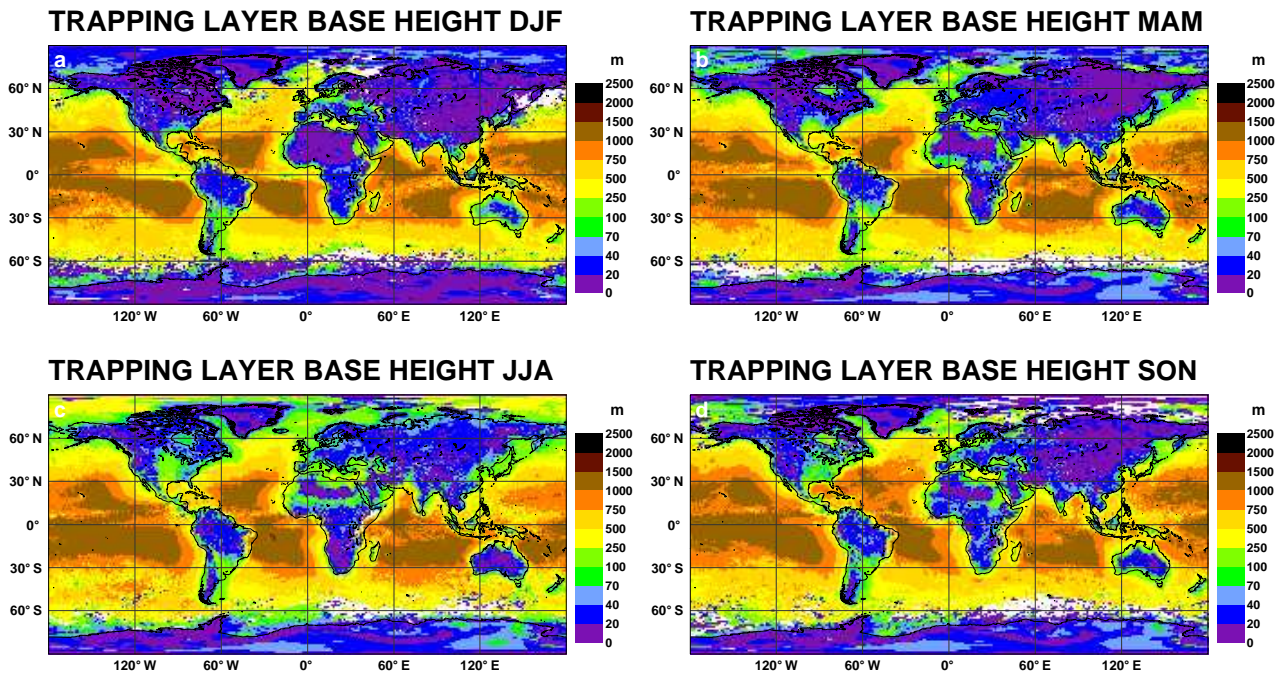 TRAPPING LAYER BASE HEIGHT DJF
a
m
2500
2000
1500
1000
750
500
250
100
70
40
20
0
60° N
30° N
0°
30° S
60° S
120° W 60° W 0° 60° E 120° E
TRAPPING LAYER BASE HEIGHT MAM
b
m
2500
2000
1500
1000
750
500
250
100
70
40
20
0
60° N
30° N
0°
30° S
60° S
120° W 60° W 0° 60° E 120° E
TRAPPING LAYER BASE HEIGHT JJA
c
m
2500
2000
1500
1000
750
500
250
100
70
40
20
0
60° N
30° N
0°
30° S
60° S
120° W 60° W 0° 60° E 120° E
TRAPPING LAYER BASE HEIGHT SON
d
m
2500
2000
1500
1000
750
500
250
100
70
40
20
0
60° N
30° N
0°
30° S
60° S
120° W 60° W 0° 60° E 120° E